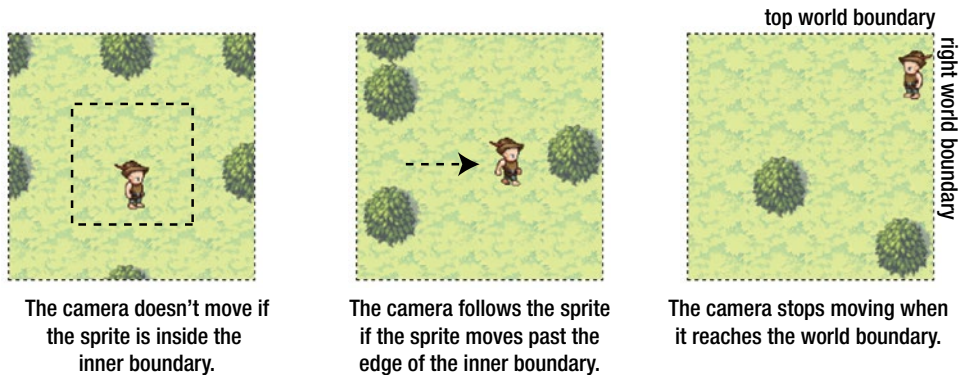 top world boundary
right world boundary
The camera doesn't move if
the sprite is inside the
inner boundary.
The camera follows the sprite
if the sprite moves past the
edge of the inner boundary.
The camera stops moving when
it reaches the world boundary.